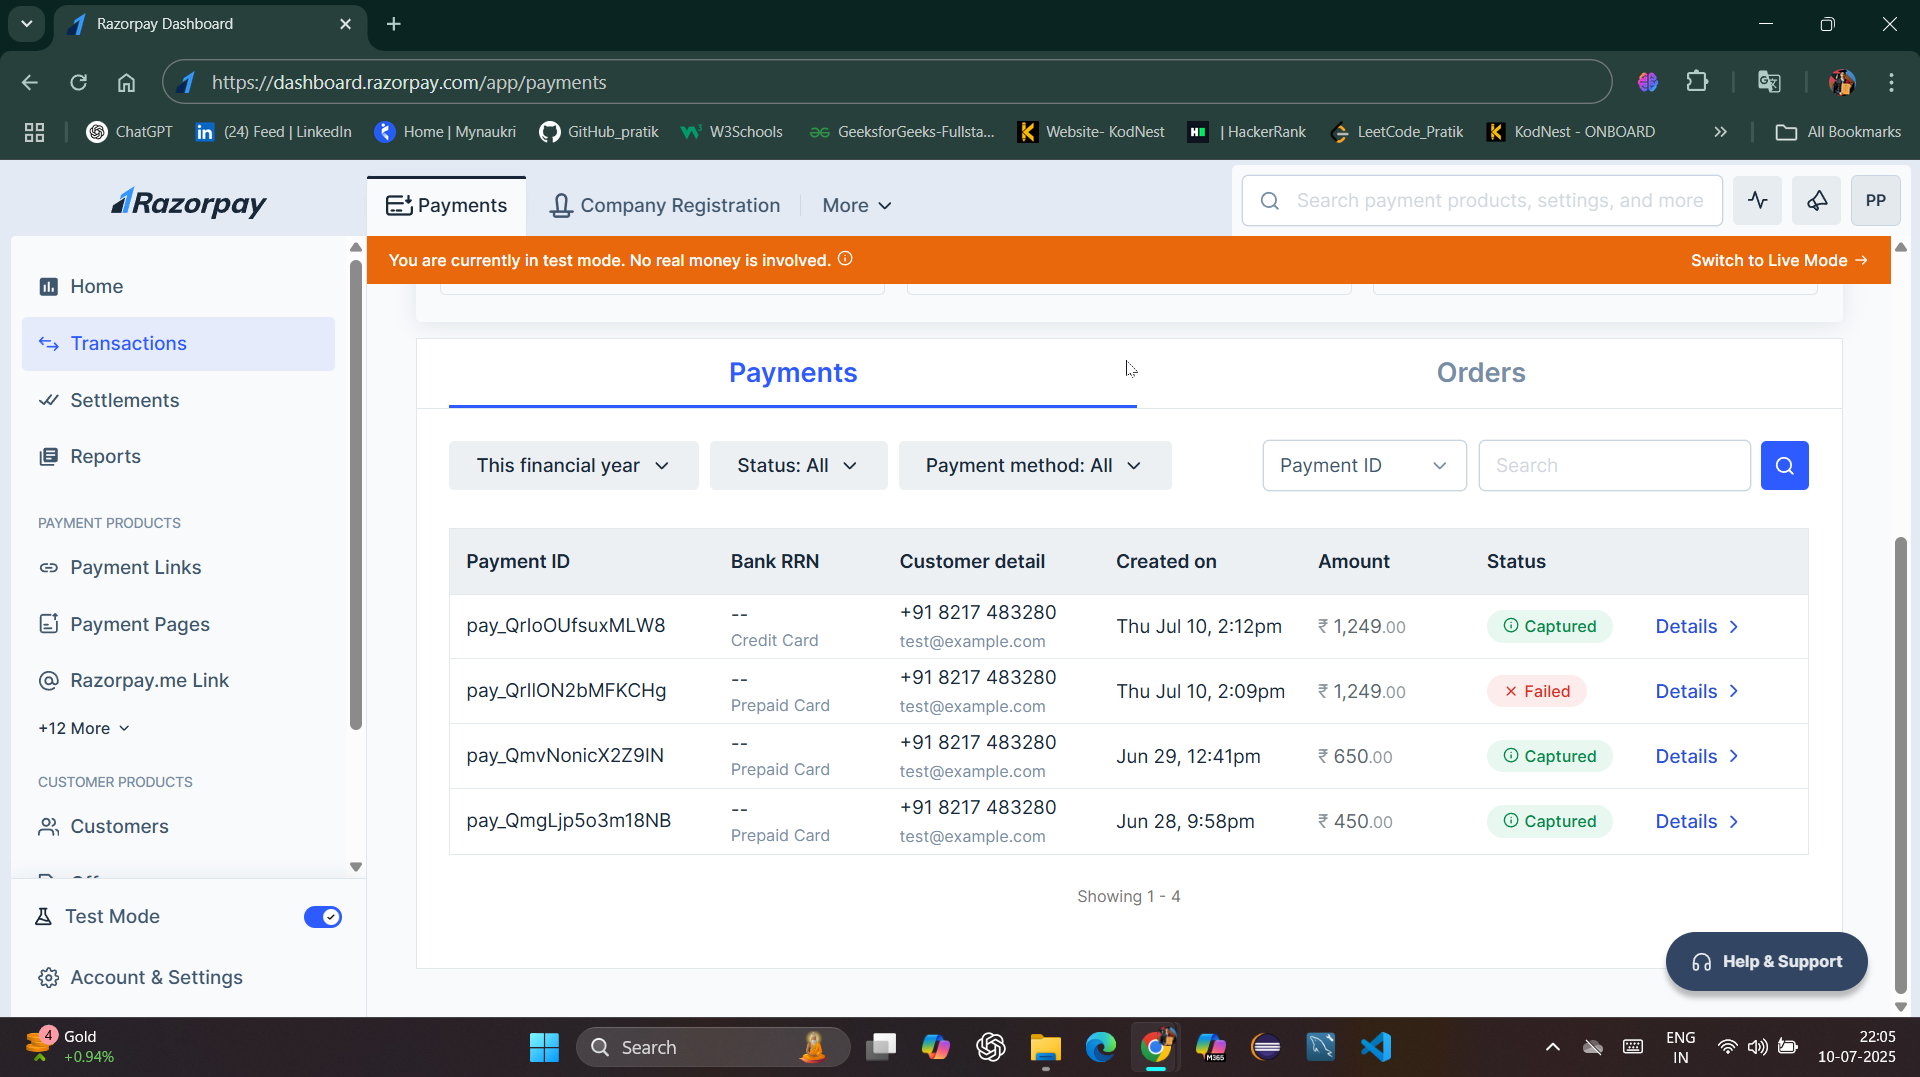 Razorpay Dashboard
https://dashboard.razorpay.com/app/payments
ChatGPT
(24) Feed | LinkedIn
Home | Mynaukri
GitHub_pratik
W3Schools
GeeksforGeeks-Fullsta...
Website- KodNest
| HackerRank
LeetCode_Pratik
KodNest - ONBOARD
All Bookmarks
Razorpay
Payments
Company Registration
More
Search payment products, settings, and more
PP
You are currently in test mode. No real money is involved.
Switch to Live Mode →
Home
Transactions
Settlements
Reports
PAYMENT PRODUCTS
Payment Links
Payment Pages
Razorpay.me Link
+12 More
CUSTOMER PRODUCTS
Customers
Test Mode
Account & Settings
Payments
Orders
This financial year
Status: All
Payment method: All
Payment ID
Search
Payment ID Bank RRN Customer detail Created on Amount Status
pay_QrIoOUfsuxMLW8 -- +91 8217 483280 Thu Jul 10, 2:12pm ₹ 1,249.00 Captured Details
Credit Card test@example.com
pay_QrIlON2bMFKCHg -- +91 8217 483280 Thu Jul 10, 2:09pm ₹ 1,249.00 Failed Details
Prepaid Card test@example.com
pay_QmvNonicX2Z9IN -- +91 8217 483280 Jun 29, 12:41pm ₹ 650.00 Captured Details
Prepaid Card test@example.com
pay_QmgLjp5o3m18NB -- +91 8217 483280 Jun 28, 9:58pm ₹ 450.00 Captured Details
Prepaid Card test@example.com
Showing 1 - 4
Help & Support
4
Gold
+0.94%
Search
M365
ENG
IN
22:05
10-07-2025